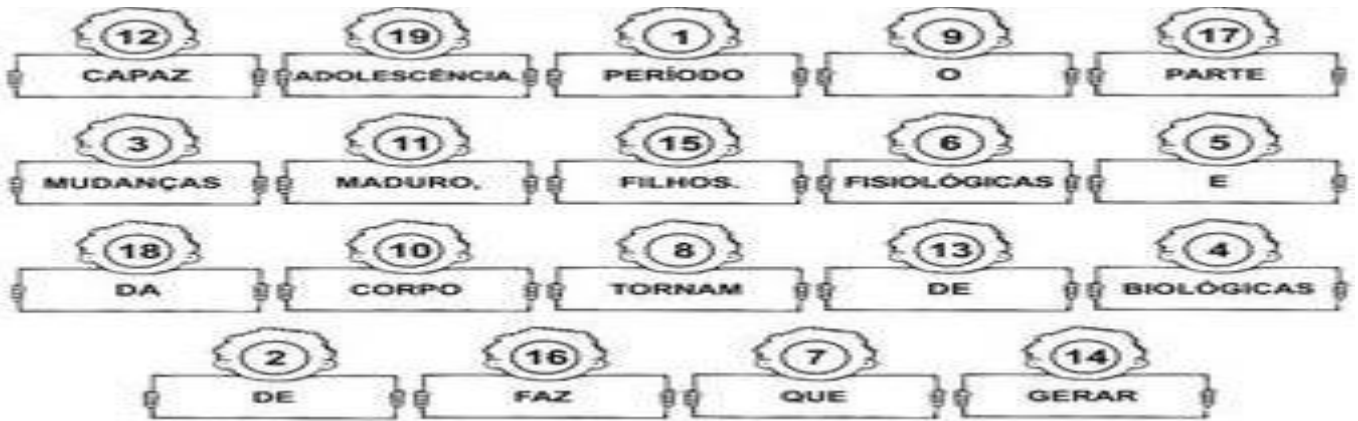 12 19 1 9 17
CAPAZ ADOLESCÊNCIA. PERÍODO O PARTE
3 11 15 6 5
MUDANÇAS MADURO, FILHOS. FISIOLÓGICAS E
18 10 8 13 4
DA CORPO TORNAM DE BIOLÓGICAS
2 16 7 14
DE FAZ QUE GERAR